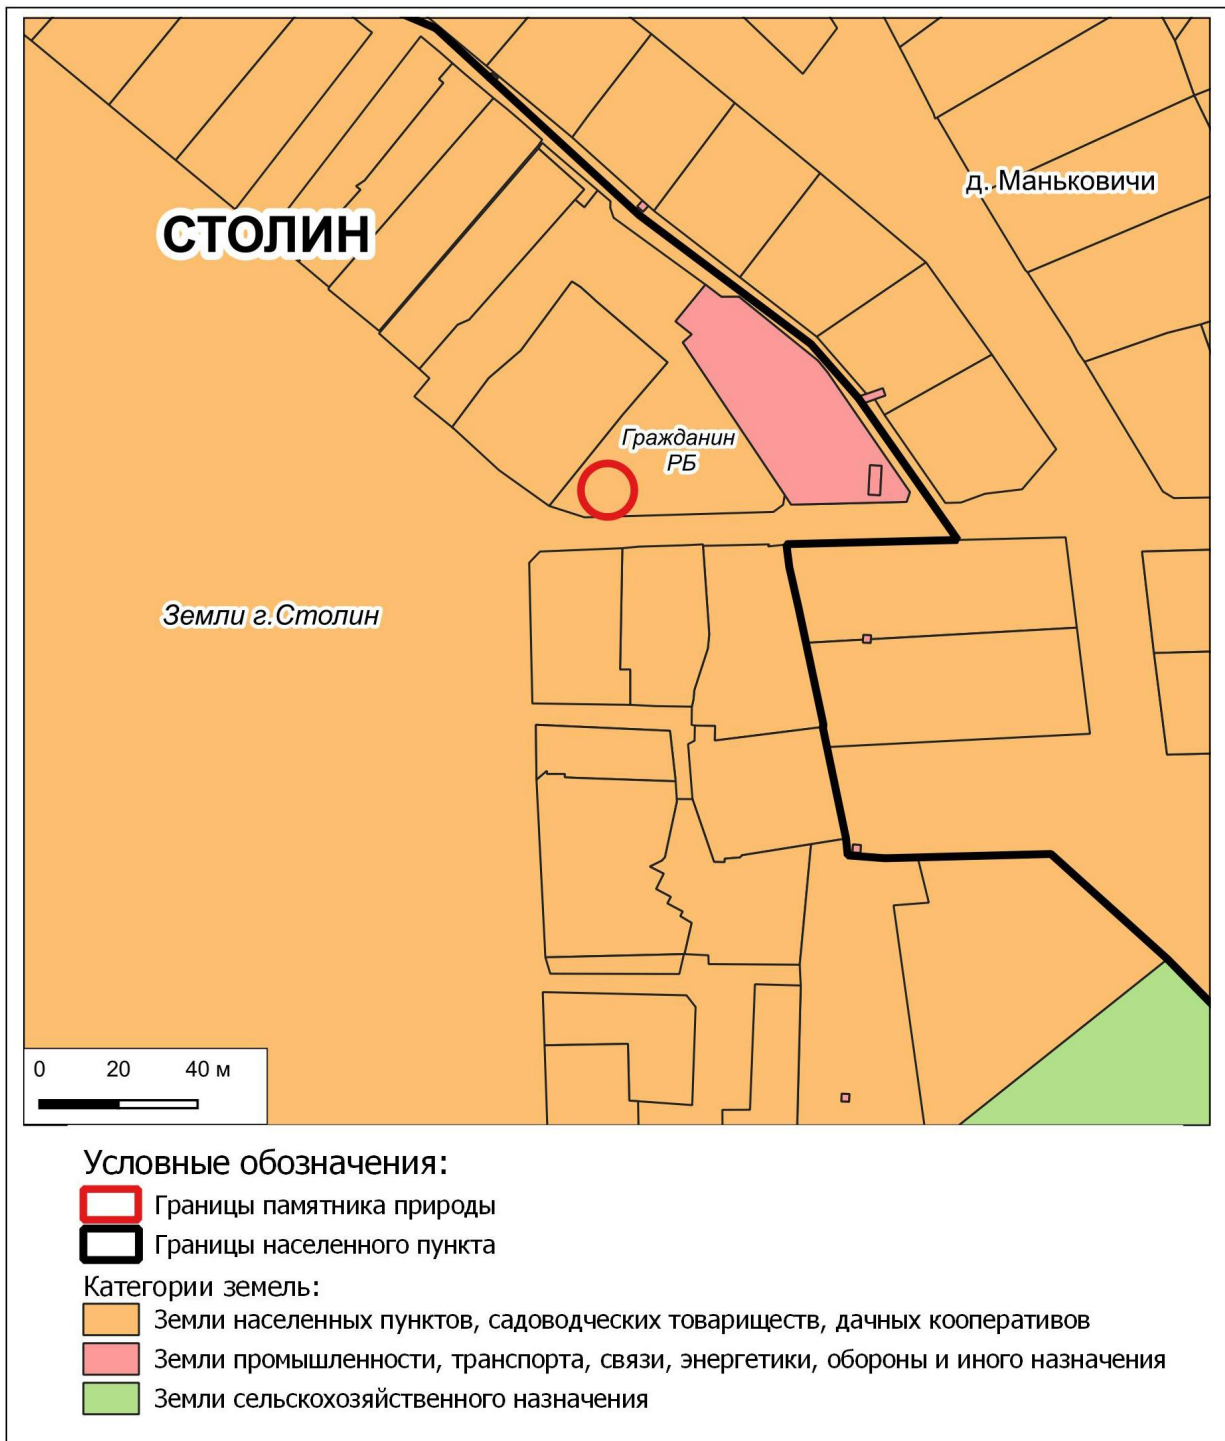 д. Маньковичи
СТОЛИН
Гражданин
РБ
Земли г.Столин
0 20 40 м
Условные обозначения:
Границы памятника природы
Границы населенного пункта
Категории земель:
Земли населенных пунктов, садоводческих товариществ, дачных кооперативов
Земли промышленности, транспорта, связи, энергетики, обороны и иного назначения
Земли сельскохозяйственного назначения